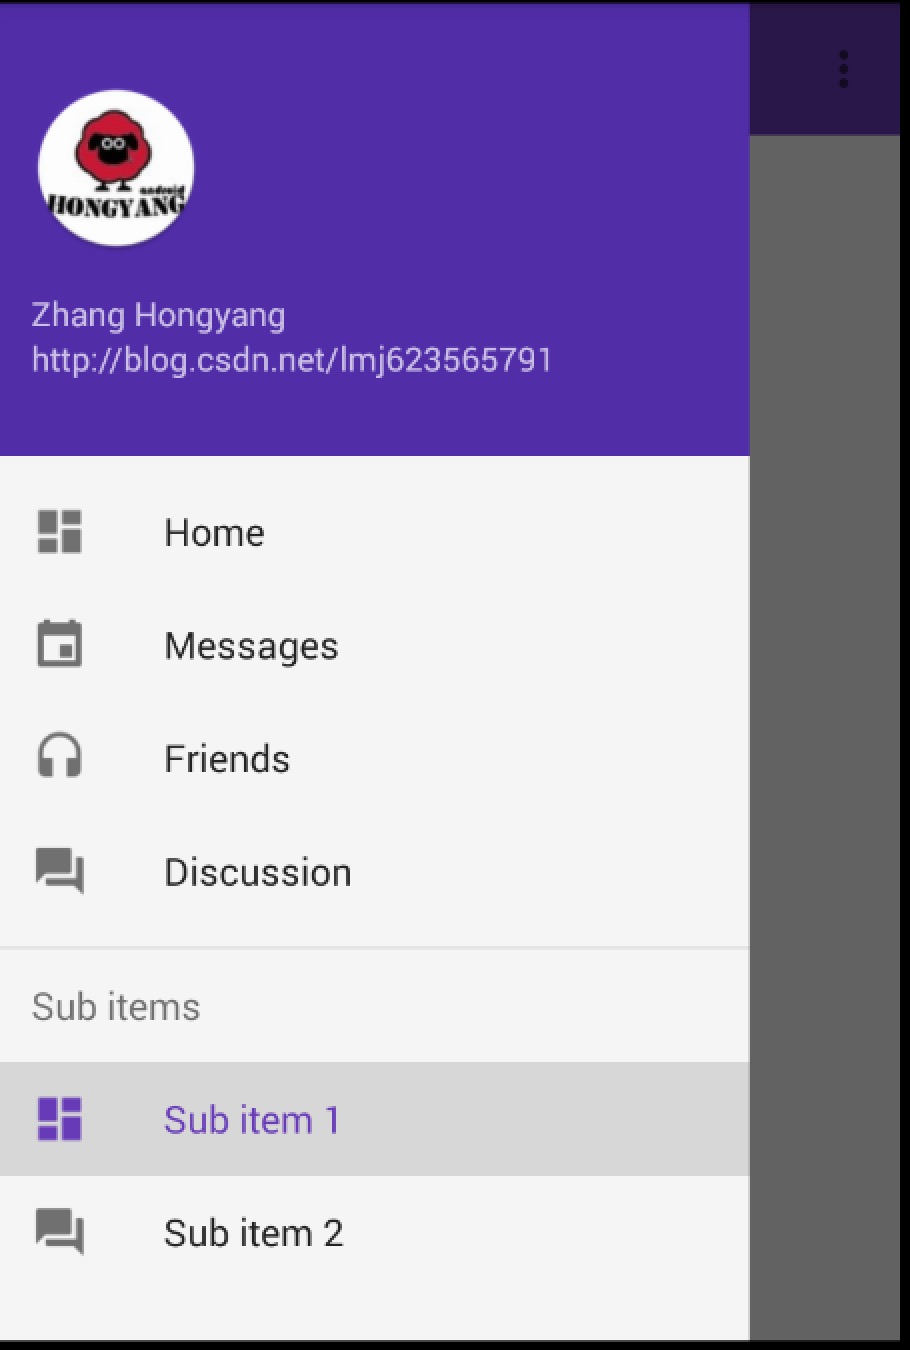 android
HONGYANG
Zhang Hongyang
http://blog.csdn.net/lmj623565791
Home
Messages
Friends
Discussion
Sub items
Sub item 1
Sub item 2